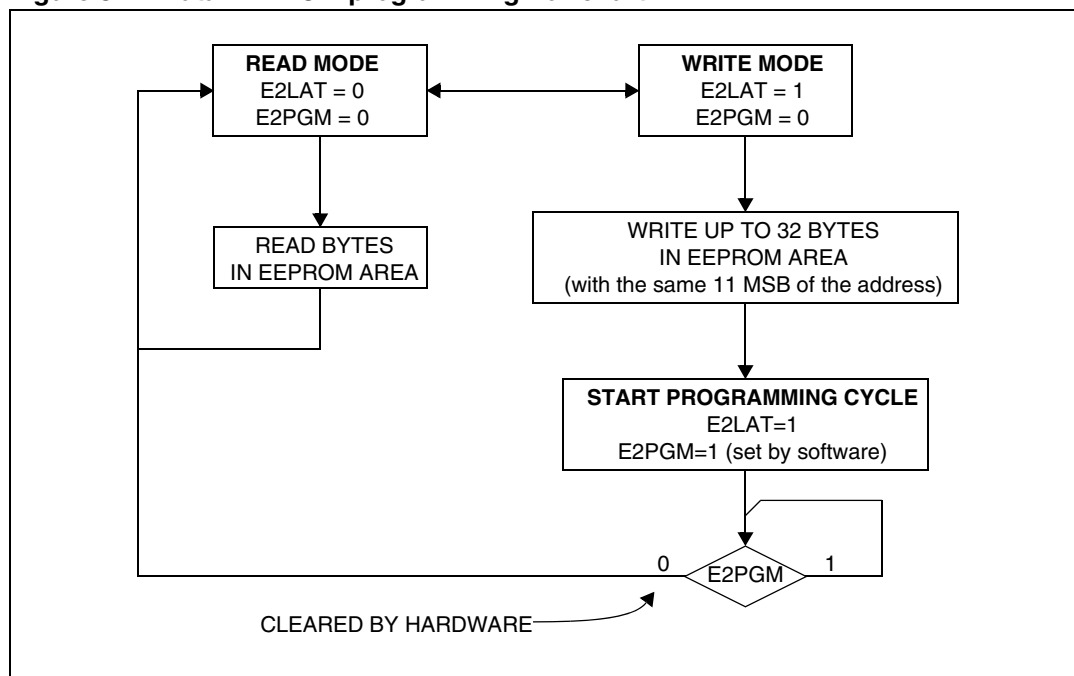 READ MODE
E2LAT = 0
E2PGM = 0
WRITE MODE
E2LAT = 1
E2PGM = 0
READ BYTES
IN EEPROM AREA
WRITE UP TO 32 BYTES
IN EEPROM AREA
(with the same 11 MSB of the address)
START PROGRAMMING CYCLE
E2LAT=1
E2PGM=1 (set by software)
0
E2PGM
1
CLEARED BY HARDWARE